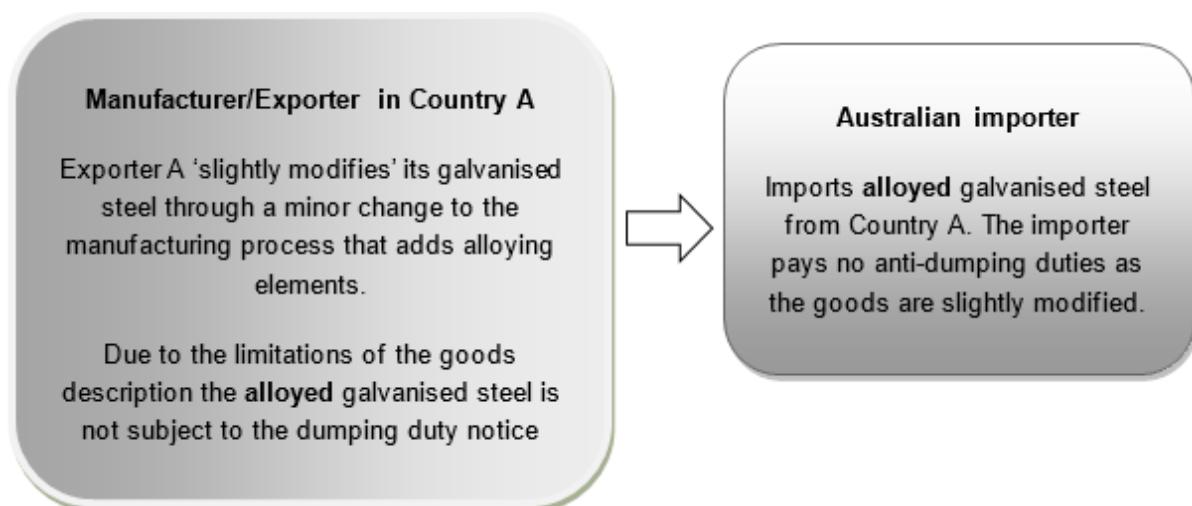 Manufacturer/Exporter in Country A
Exporter A ‘slightly modifies’ its galvanised
steel through a minor change to the
manufacturing process that adds alloying
elements.
Due to the limitations of the goods
description the alloyed galvanised steel is
not subject to the dumping duty notice
Australian importer
Imports alloyed galvanised steel
from Country A. The importer
pays no anti-dumping duties as
the goods are slightly modified.